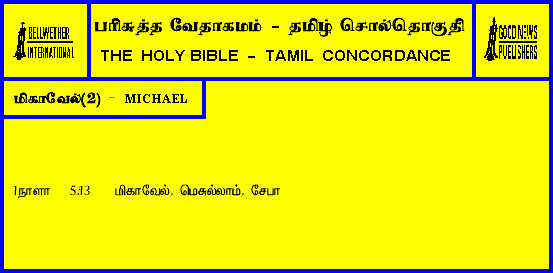 BELLWETHER
INTERNATIONAL
பரிசுத்த வேதாகமம் - தமிழ் சொல்தொகுதி
THE HOLY BIBLE - TAMIL CONCORDANCE
GOOD NEWS
PUBLISHERS
மிகாவேல்(2) - MICHAEL
1நாளா 5:13 மிகாவேல், மெசுல்லாம், சேபா